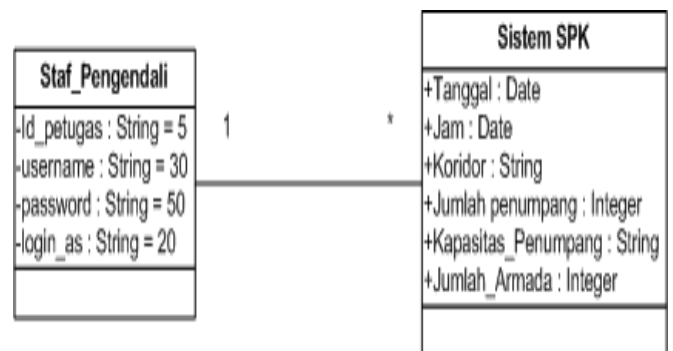 Staf_Pengendali
-Id_petugas : String = 5
-username : String = 30
-password : String = 50
-login_as : String = 20
1
*
Sistem SPK
+Tanggal : Date
+Jam : Date
+Koridor : String
+Jumlah penumpang : Integer
+Kapasitas_Penumpang : String
+Jumlah_Armada : Integer